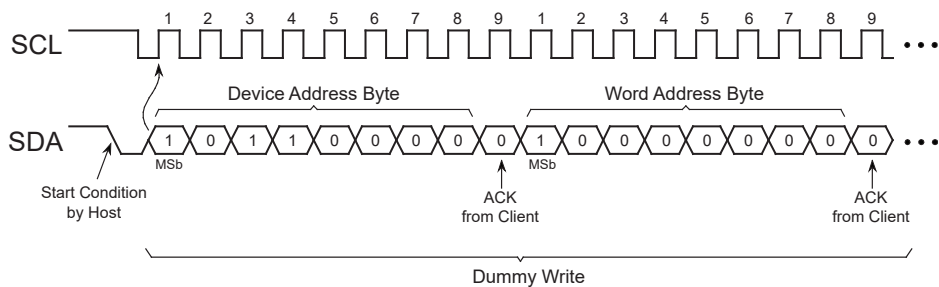 1 2 3 4 5 6 7 8 9 1 2 3 4 5 6 7 8 9
SCL
Device Address Byte Word Address Byte
SDA 1 0 1 1 0 0 0 0 0 1 0 0 0 0 0 0 0 0
MSb MSb
Start Condition
by Host
ACK
from Client
ACK
from Client
Dummy Write